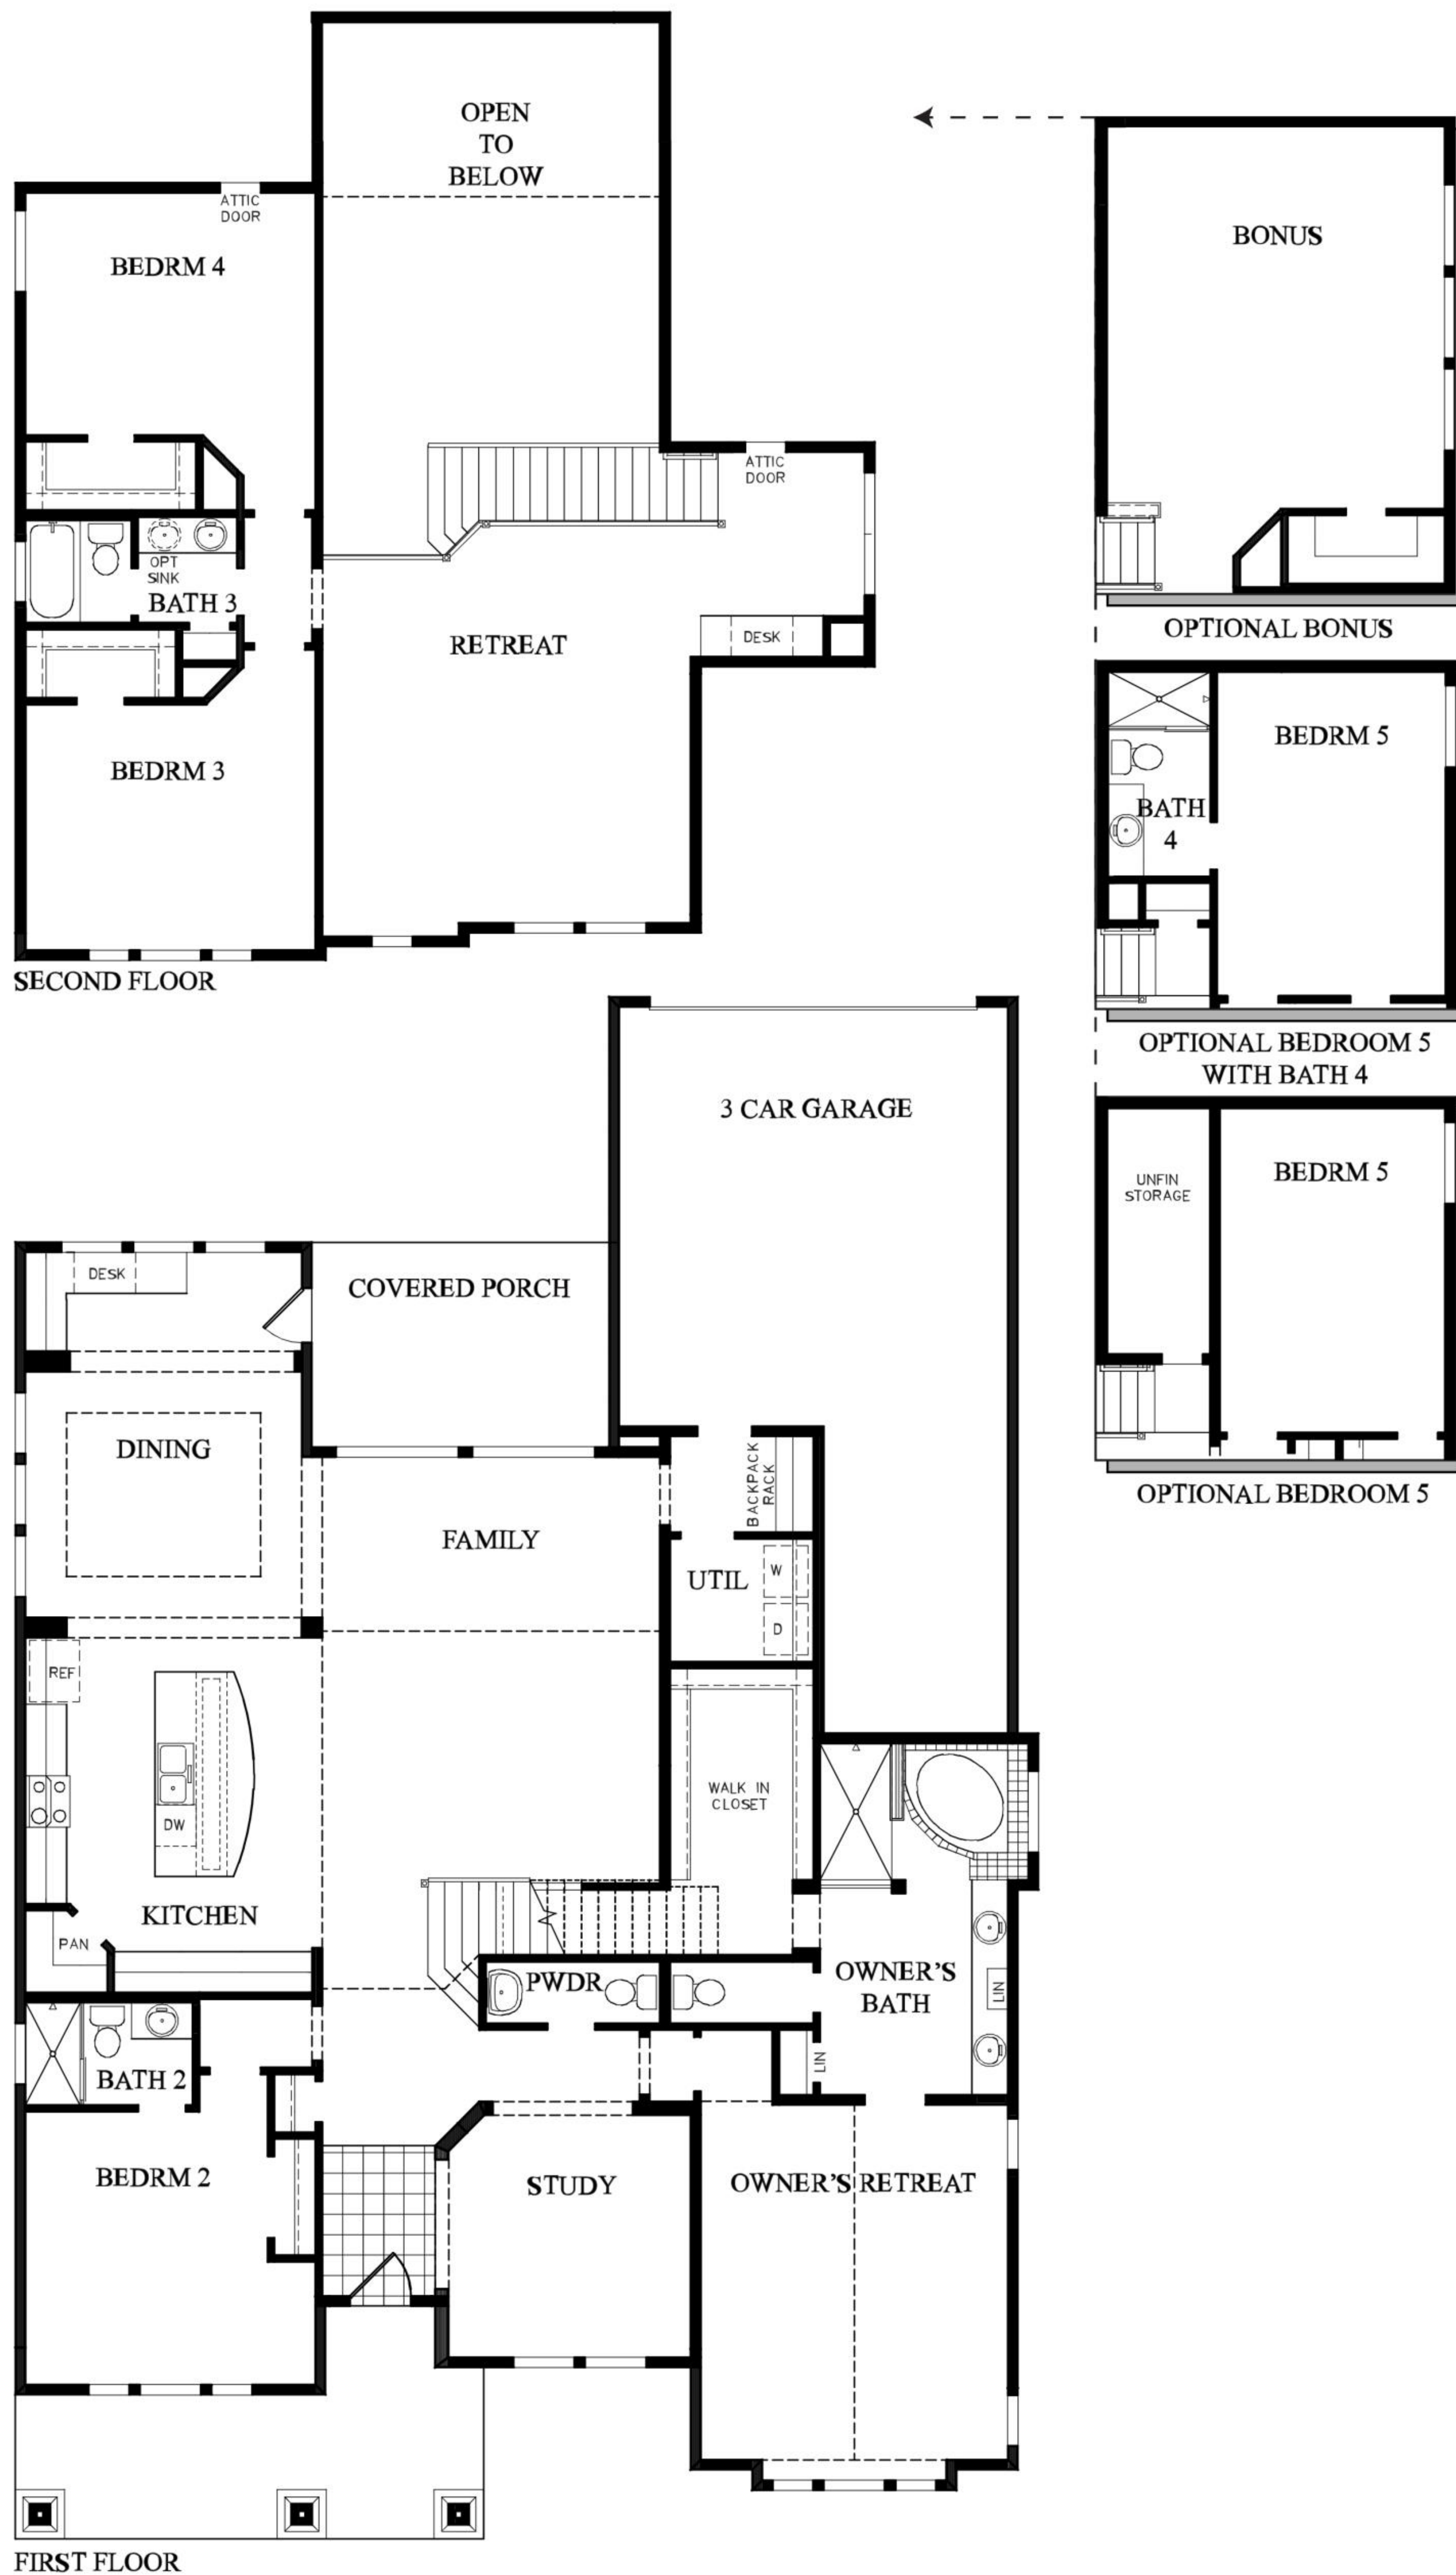 OPEN
TO
BELOW
ATTIC
DOOR
BEDRM 4
ATTIC
DOOR
OPT
SINK
BATH 3
RETREAT
DESK
BEDRM 3
SECOND FLOOR
BONUS
OPTIONAL BONUS
BEDRM 5
BATH
4
OPTIONAL BEDROOM 5
WITH BATH 4
UNFIN
STORAGE
BEDRM 5
OPTIONAL BEDROOM 5
3 CAR GARAGE
DESK
COVERED PORCH
DINING
BACKPACK
RACK
FAMILY
UTIL
W
D
REF
DW
WALK IN
CLOSET
KITCHEN
PAN
PWDR
OWNER'S
BATH
LIN
LIN
BATH 2
BEDRM 2
STUDY
OWNER'S RETREAT
FIRST FLOOR